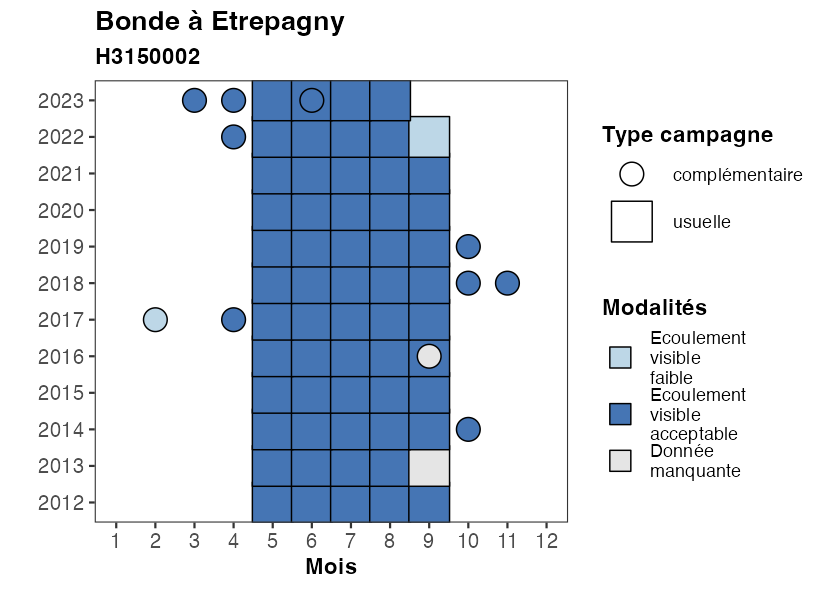 Bonde à Etrepagny
H3150002
2023
2022
2021
2020
2019
2018
2017
2016
2015
2014
2013
2012
1 2 3 4 5 6 7 8 9 10 11 12
Mois
Type campagne
complémentaire
usuelle
Modalités
Ecoulement
visible
faible
Ecoulement
visible
acceptable
Donnée
manquante